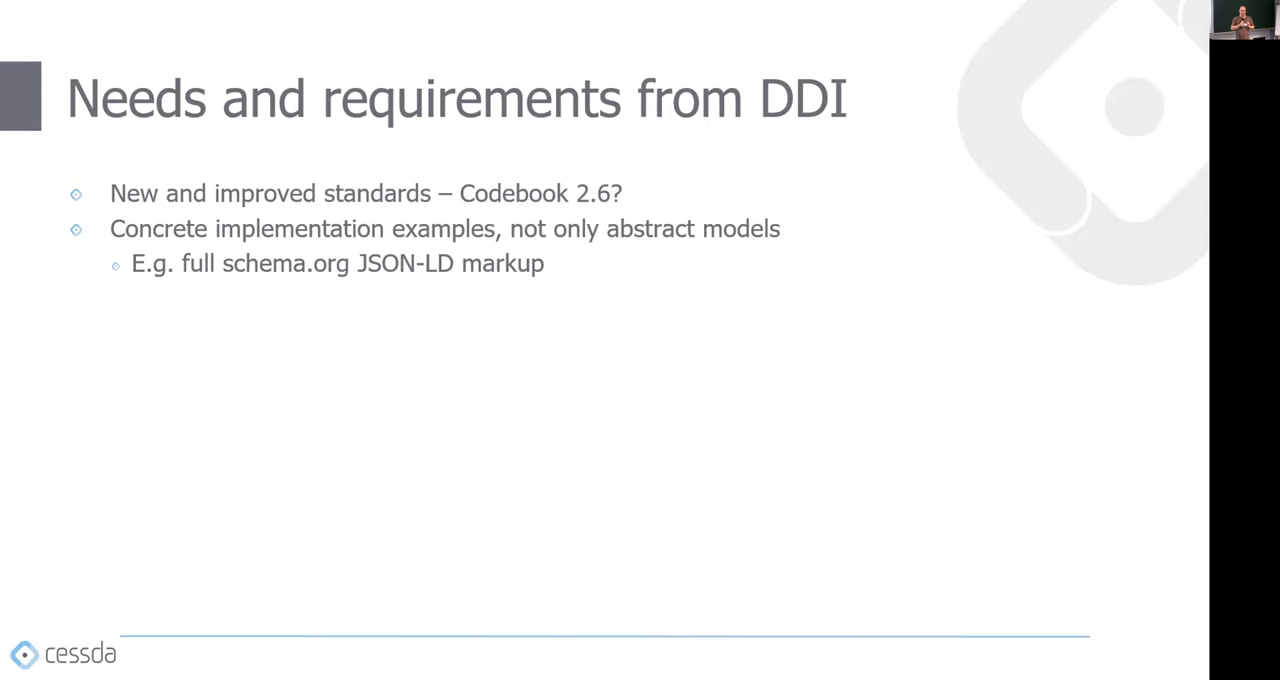 Needs and requirements from DDI
New and improved standards – Codebook 2.6?
Concrete implementation examples, not only abstract models
E.g. full schema.org JSON-LD markup
cessda